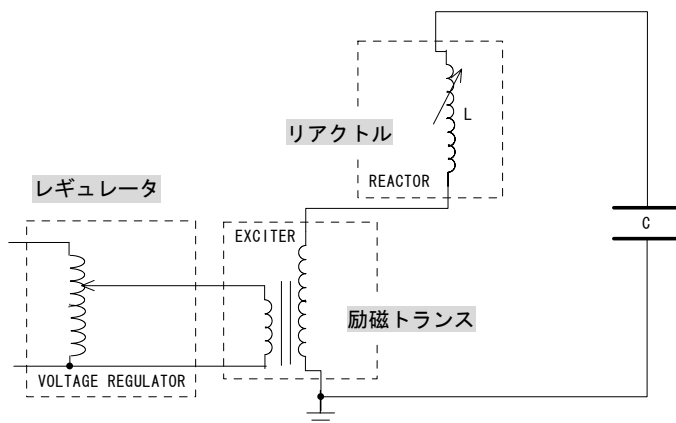 L
リアクトル
REACTOR
レギュレータ
EXCITER
C
励磁トランス
VOLTAGE REGULATOR